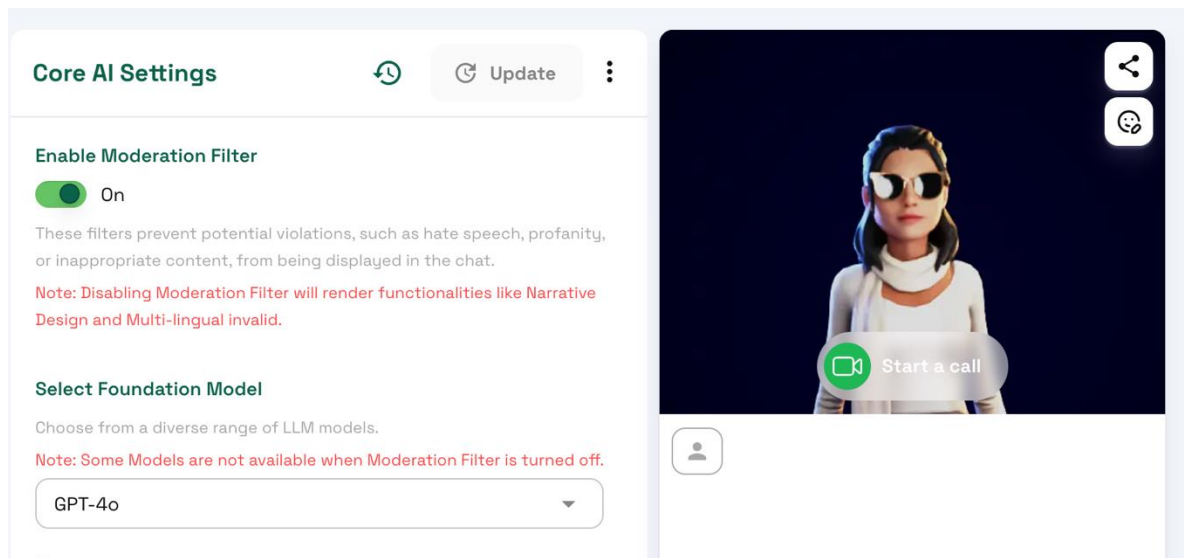 Core AI Settings
Update
Enable Moderation Filter
On
These filters prevent potential violations, such as hate speech, profanity,
or inappropriate content, from being displayed in the chat.
Note: Disabling Moderation Filter will render functionalities like Narrative
Design and Multi-lingual invalid.
Select Foundation Model
Choose from a diverse range of LLM models.
Note: Some Models are not available when Moderation Filter is turned off.
GPT-4o
Start a call